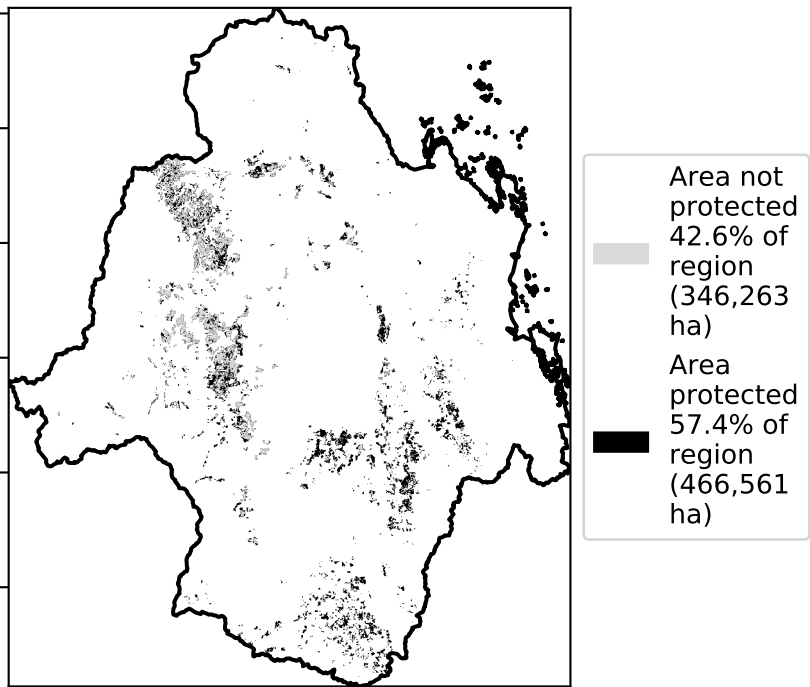 Area not
protected
42.6% of
region
(346,263
ha)
Area
protected
57.4% of
region
(466,561
ha)